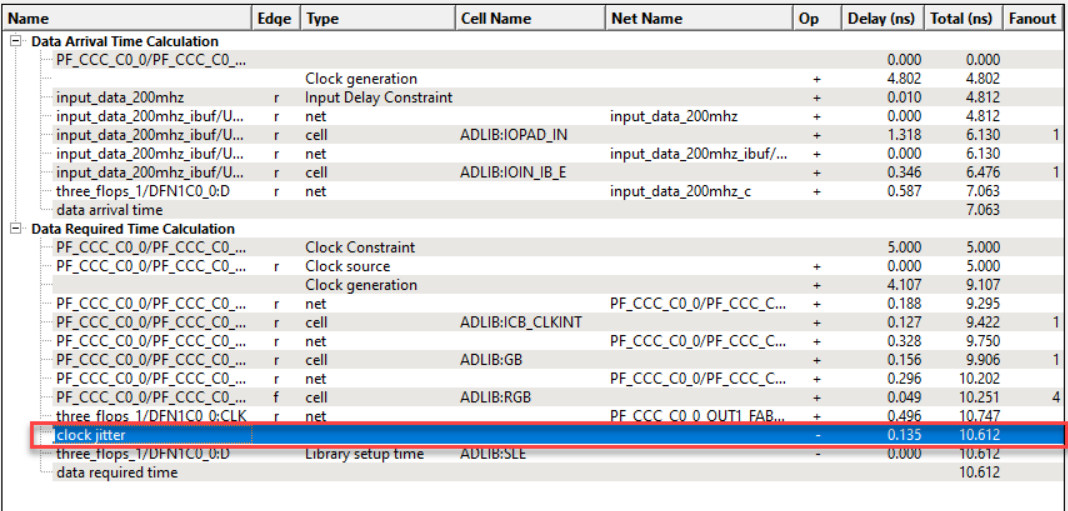 Name Edge Type Cell Name Net Name Op Delay (ns) Total (ns) Fanout
Data Arrival Time Calculation
PF_CCC_C0_0/PF_CCC_C0_... 0.000 0.000
Clock generation + 4.802 4.802
input_data_200mhz r Input Delay Constraint + 0.010 4.812
input_data_200mhz_ibuf/U... r net input_data_200mhz + 0.000 4.812
input_data_200mhz_ibuf/U... r cell ADLIB:IOPAD_IN + 1.318 6.130 1
input_data_200mhz_ibuf/U... r net input_data_200mhz_ibuf/... + 0.000 6.130
input_data_200mhz_ibuf/U... r cell ADLIB:IOIN_IB_E + 0.346 6.476 1
three_flops_1/DFN1C0_0:D r net input_data_200mhz_c + 0.587 7.063
data arrival time 7.063
Data Required Time Calculation
PF_CCC_C0_0/PF_CCC_C0_... Clock Constraint 5.000 5.000
PF_CCC_C0_0/PF_CCC_C0_... r Clock source + 0.000 5.000
Clock generation + 4.107 9.107
PF_CCC_C0_0/PF_CCC_C0_... r net PF_CCC_C0_0/PF_CCC_C... + 0.188 9.295
PF_CCC_C0_0/PF_CCC_C0_... r cell ADLIB:ICB_CLKINT + 0.127 9.422 1
PF_CCC_C0_0/PF_CCC_C0_... r net PF_CCC_C0_0/PF_CCC_C... + 0.328 9.750
PF_CCC_C0_0/PF_CCC_C0_... r cell ADLIB:GB + 0.156 9.906 1
PF_CCC_C0_0/PF_CCC_C0_... r net PF_CCC_C0_0/PF_CCC_C... + 0.296 10.202
PF_CCC_C0_0/PF_CCC_C0_... f cell ADLIB:RGB + 0.049 10.251 4
three_flops_1/DFN1C0_0:CLK r net PF_CCC_C0_0_OUT1_FAB... + 0.496 10.747
clock jitter - 0.135 10.612
three_flops_1/DFN1C0_0:D Library setup time ADLIB:SLE - 0.000 10.612
data required time 10.612